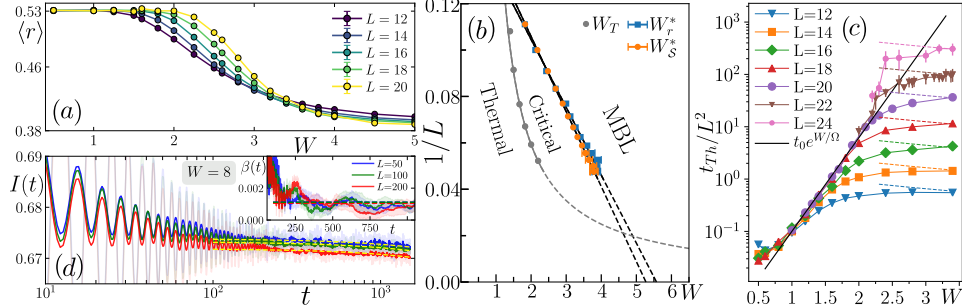 (a)
⟨r⟩
0.53
0.46
0.38
1
2
3
4
5
W
L = 12
L = 14
L = 16
L = 18
L = 20
(d)
I(t)
0.69
0.68
0.67
10¹
10²
10³
t
W = 8
β(t)
0.002
0.000
250
500
750
t
L=50
L=100
L=200
(b)
1/L
0.12
0.08
0.04
0.00
1
2
3
4
5
6
W
W_T
W_r^*
W_S^*
Thermal
Critical
MBL
(c)
t_{Th}/L²
10²
10¹
10⁰
10⁻¹
0.5
1
1.5
2
2.5
3
W
L=12
L=14
L=16
L=18
L=20
L=22
L=24
t₀e^{W/Ω}